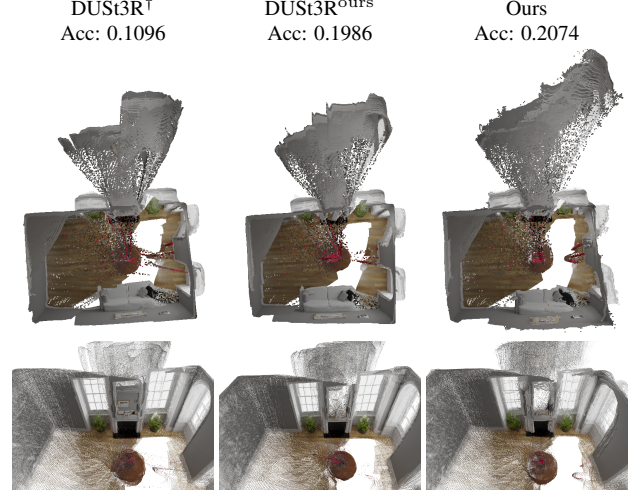 DUSt3R† DUSt3Rᵒᵘʳˢ Ours
Acc: 0.1096 Acc: 0.1986 Acc: 0.2074